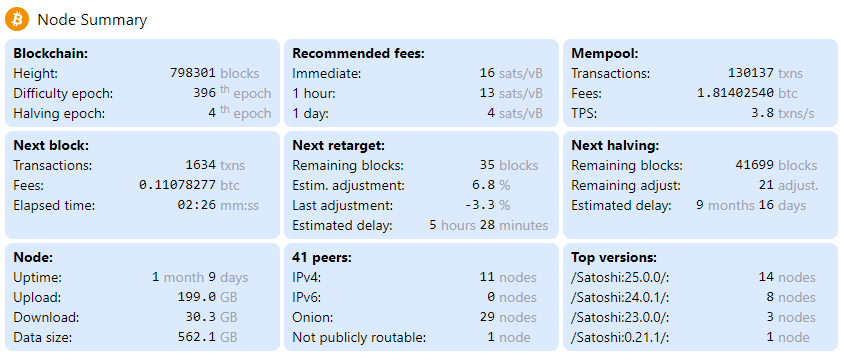 Node Summary
Blockchain:
Height: 798301 blocks
Difficulty epoch: 396 th epoch
Halving epoch: 4 th epoch
Recommended fees:
Immediate: 16 sats/vB
1 hour: 13 sats/vB
1 day: 4 sats/vB
Mempool:
Transactions: 130137 txns
Fees: 1.81402540 btc
TPS: 3.8 txns/s
Next block:
Transactions: 1634 txns
Fees: 0.11078277 btc
Elapsed time: 02:26 mm:ss
Next retarget:
Remaining blocks: 35 blocks
Estim. adjustment: 6.8 %
Last adjustment: -3.3 %
Estimated delay: 5 hours 28 minutes
Next halving:
Remaining blocks: 41699 blocks
Remaining adjust: 21 adjust.
Estimated delay: 9 months 16 days
Node:
Uptime: 1 month 9 days
Upload: 199.0 GB
Download: 30.3 GB
Data size: 562.1 GB
41 peers:
IPv4: 11 nodes
IPv6: 0 nodes
Onion: 29 nodes
Not publicly routable: 1 node
Top versions:
/Satoshi:25.0.0/: 14 nodes
/Satoshi:24.0.1/: 8 nodes
/Satoshi:23.0.0/: 3 nodes
/Satoshi:0.21.1/: 1 node